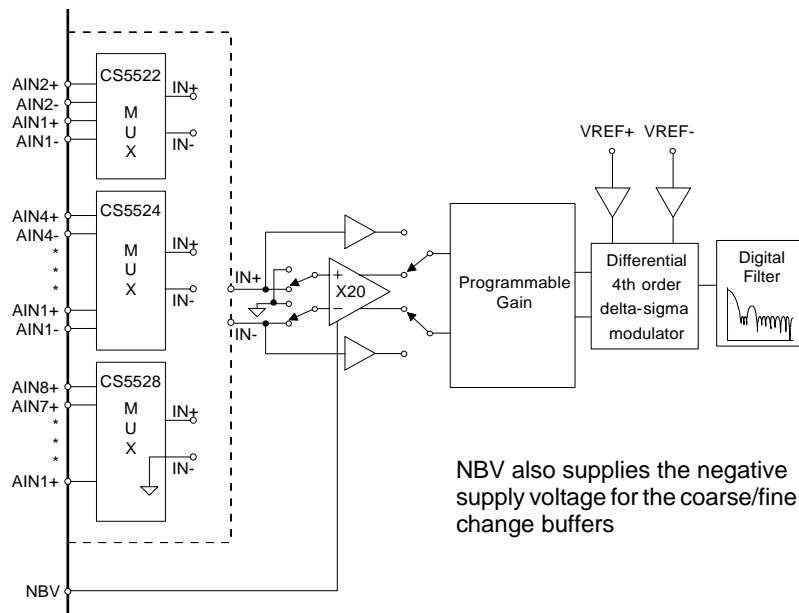 CS5522
AIN2+
AIN2-
AIN1+
AIN1-
M
U
X
IN+
IN-
CS5524
AIN4+
AIN4-
*
*
*
AIN1+
AIN1-
M
U
X
IN+
IN-
CS5528
AIN8+
AIN7+
*
*
*
AIN1+
M
U
X
IN+
IN-
NBV
IN+
IN-
+
X20
−
Programmable
Gain
VREF+ VREF-
Differential
4th order
delta-sigma
modulator
Digital
Filter
NBV also supplies the negative
supply voltage for the coarse/fine
change buffers